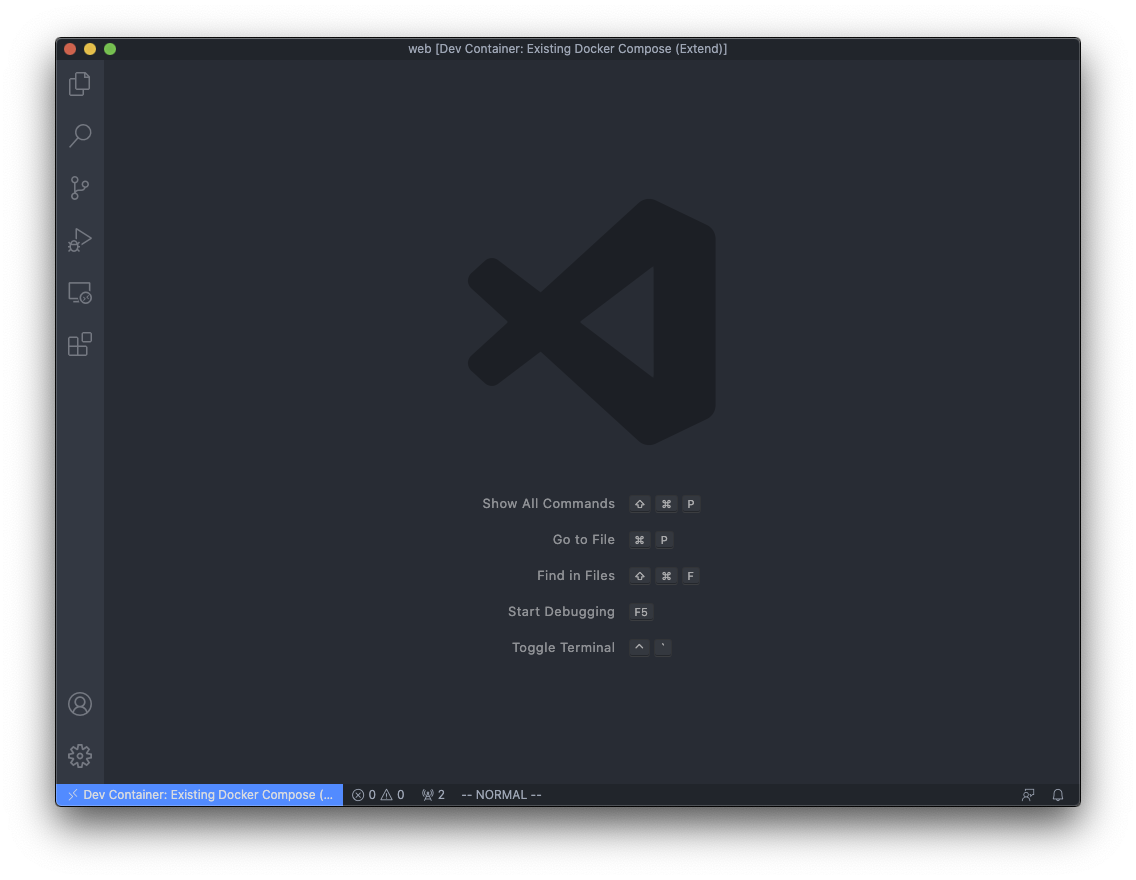 web [Dev Container: Existing Docker Compose (Extend)]
Show All Commands ⇧ ⌘ P
Go to File ⌘ P
Find in Files ⇧ ⌘ F
Start Debugging F5
Toggle Terminal ^ `
Dev Container: Existing Docker Compose (... 0 0 2 -- NORMAL --